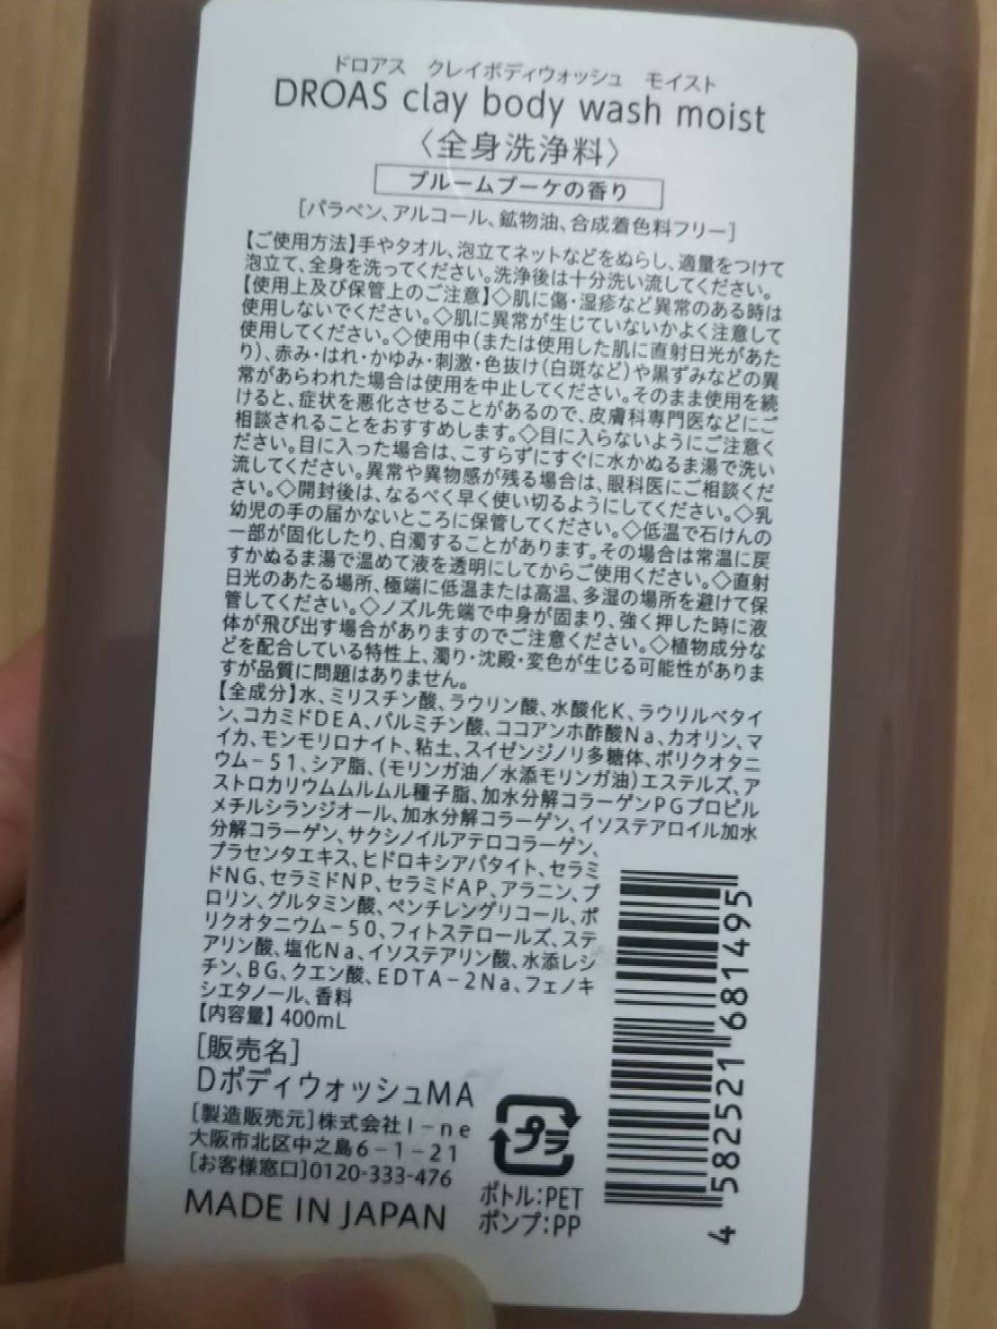 ドロアス　クレイボディウォッシュ　モイスト
DROAS clay body wash moist
〈全身洗浄料〉
ブルームブーケの香り
［パラベン、アルコール、鉱物油、合成着色料フリー］
【ご使用方法】手やタオル、泡立てネットなどをぬらし、適量をつけて
泡立て、全身を洗ってください。洗浄後は十分洗い流してください。
【使用上及び保管上のご注意】◇肌に傷・湿疹など異常のある時は
使用しないでください。◇肌に異常が生じていないかよく注意して
使用してください。◇使用中（または使用した肌に直射日光があた
り）、赤み・はれ・かゆみ・刺激・色抜け（白斑など）や黒ずみなどの異
常があらわれた場合は使用を中止してください。そのまま使用を続
けると、症状を悪化させることがあるので、皮膚科専門医などにご
相談されることをおすすめします。◇目に入らないようにご注意く
ださい。目に入った場合は、こすらずにすぐに水かぬるま湯で洗い
流してください。異常や異物感が残る場合は、眼科医にご相談くだ
さい。◇開封後は、なるべく早く使い切るようにしてください。◇乳
幼児の手の届かないところに保管してください。◇低温で石けんの
一部が固化したり、白濁することがあります。その場合は常温に戻
すかぬるま湯で温めて液を透明にしてからご使用ください。◇直射
日光のあたる場所、極端に低温または高温、多湿の場所を避けて保
管してください。◇ノズル先端で中身が固まり、強く押した時に液
体が飛び出す場合がありますのでご注意ください。◇植物成分な
どを配合している特性上、濁り・沈殿・変色が生じる可能性がありま
すが品質に問題はありません。
【全成分】水、ミリスチン酸、ラウリン酸、水酸化K、ラウリルベタイ
ン、コカミドDEA、パルミチン酸、ココアンホ酢酸Na、カオリン、マ
イカ、モンモリロナイト、粘土、スイゼンジノリ多糖体、ポリクオタニ
ウム－51、シア脂、（モリンガ油／水添モリンガ油）エステルズ、ア
ストロカリウムムルムル種子脂、加水分解コラーゲンPGプロピル
メチルシランジオール、加水分解コラーゲン、イソステアロイル加水
分解コラーゲン、サクシノイルアテロコラーゲン、
プラセンタエキス、ヒドロキシアパタイト、セラミ
ドNG、セラミドNP、セラミドAP、アラニン、プ
ロリン、グルタミン酸、ペンチレングリコール、ポ
リクオタニウム－50、フィトステロールズ、ステ
アリン酸、塩化Na、イソステアリン酸、水添レシ
チン、BG、クエン酸、EDTA－2Na、フェノキ
シエタノール、香料
【内容量】400mL
［販売名］
DボディウォッシュMA
［製造販売元］株式会社I－ne
大阪市北区中之島6－1－21
［お客様窓口］0120-333-476
MADE IN JAPAN
プラ
ボトル：PET
ポンプ：PP
4 582521 681495